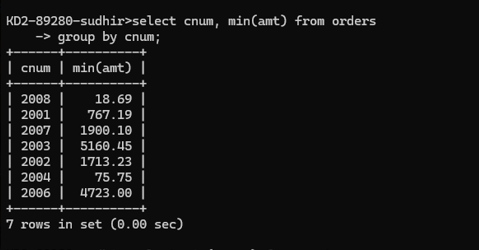 KD2-89280-sudhir>select cnum, min(amt) from orders
    -> group by cnum;
+------+----------+
| cnum | min(amt) |
+------+----------+
| 2008 |    18.69 |
| 2001 |   767.19 |
| 2007 |  1900.10 |
| 2003 |  5160.45 |
| 2002 |  1713.23 |
| 2004 |    75.75 |
| 2006 |  4723.00 |
+------+----------+
7 rows in set (0.00 sec)